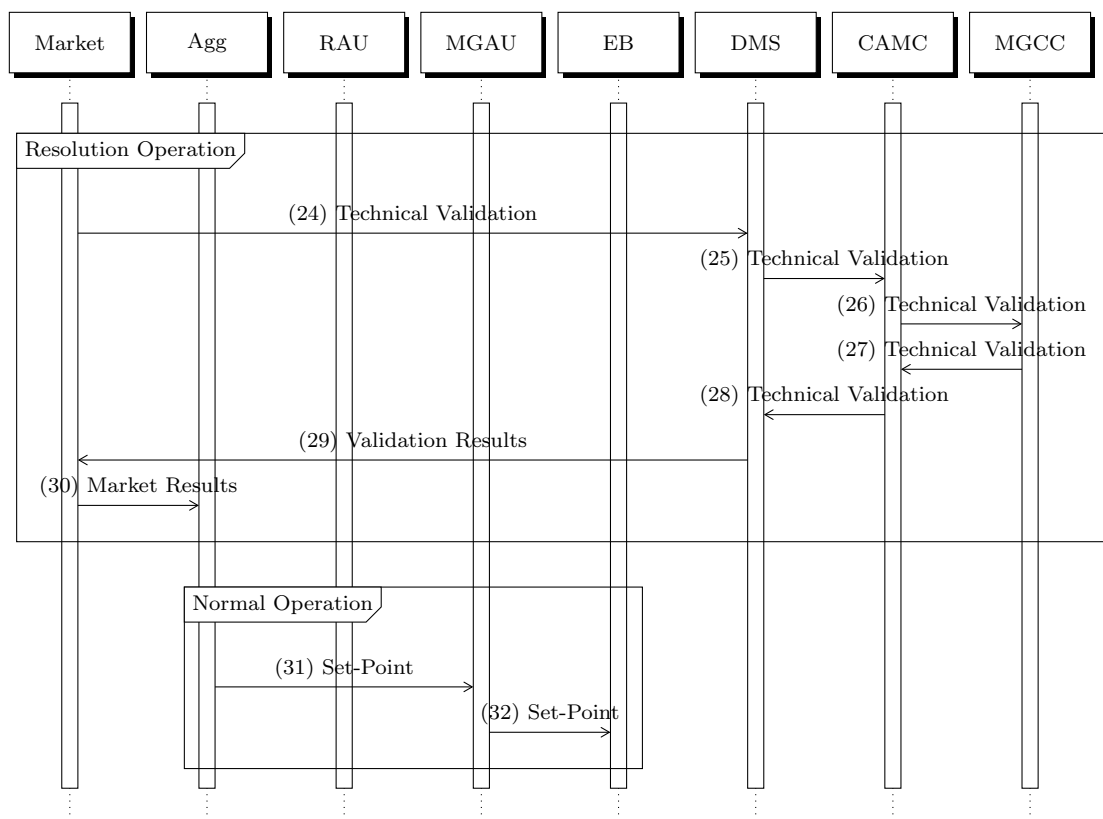 Market Agg RAU MGAU EB DMS CAMC MGCC
Resolution Operation
(24) Technical Validation
(25) Technical Validation
(26) Technical Validation
(27) Technical Validation
(28) Technical Validation
(29) Validation Results
(30) Market Results
Normal Operation
(31) Set-Point
(32) Set-Point